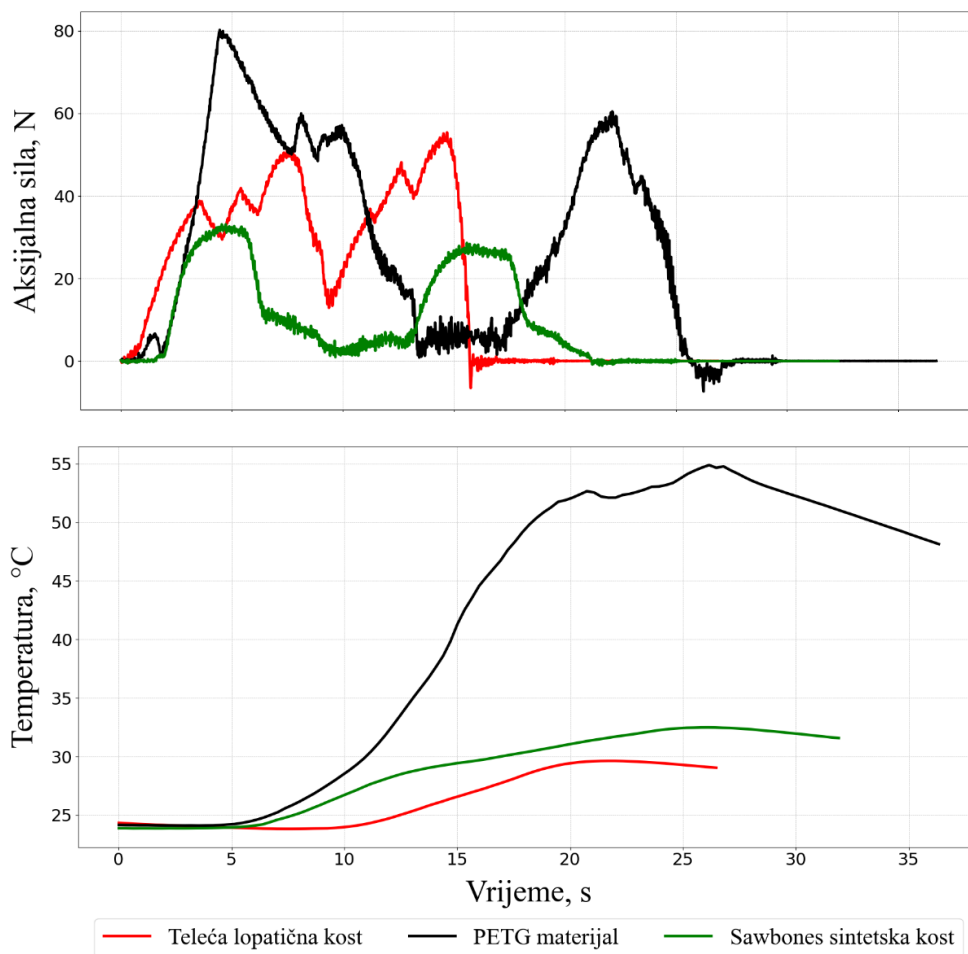 Aksijalna sila, N
80
60
40
20
0
Temperatura, °C
55
50
45
40
35
30
25
0 5 10 15 20 25 30 35
Vrijeme, s
Teleća lopatična kost PETG materijal Sawbones sintetska kost